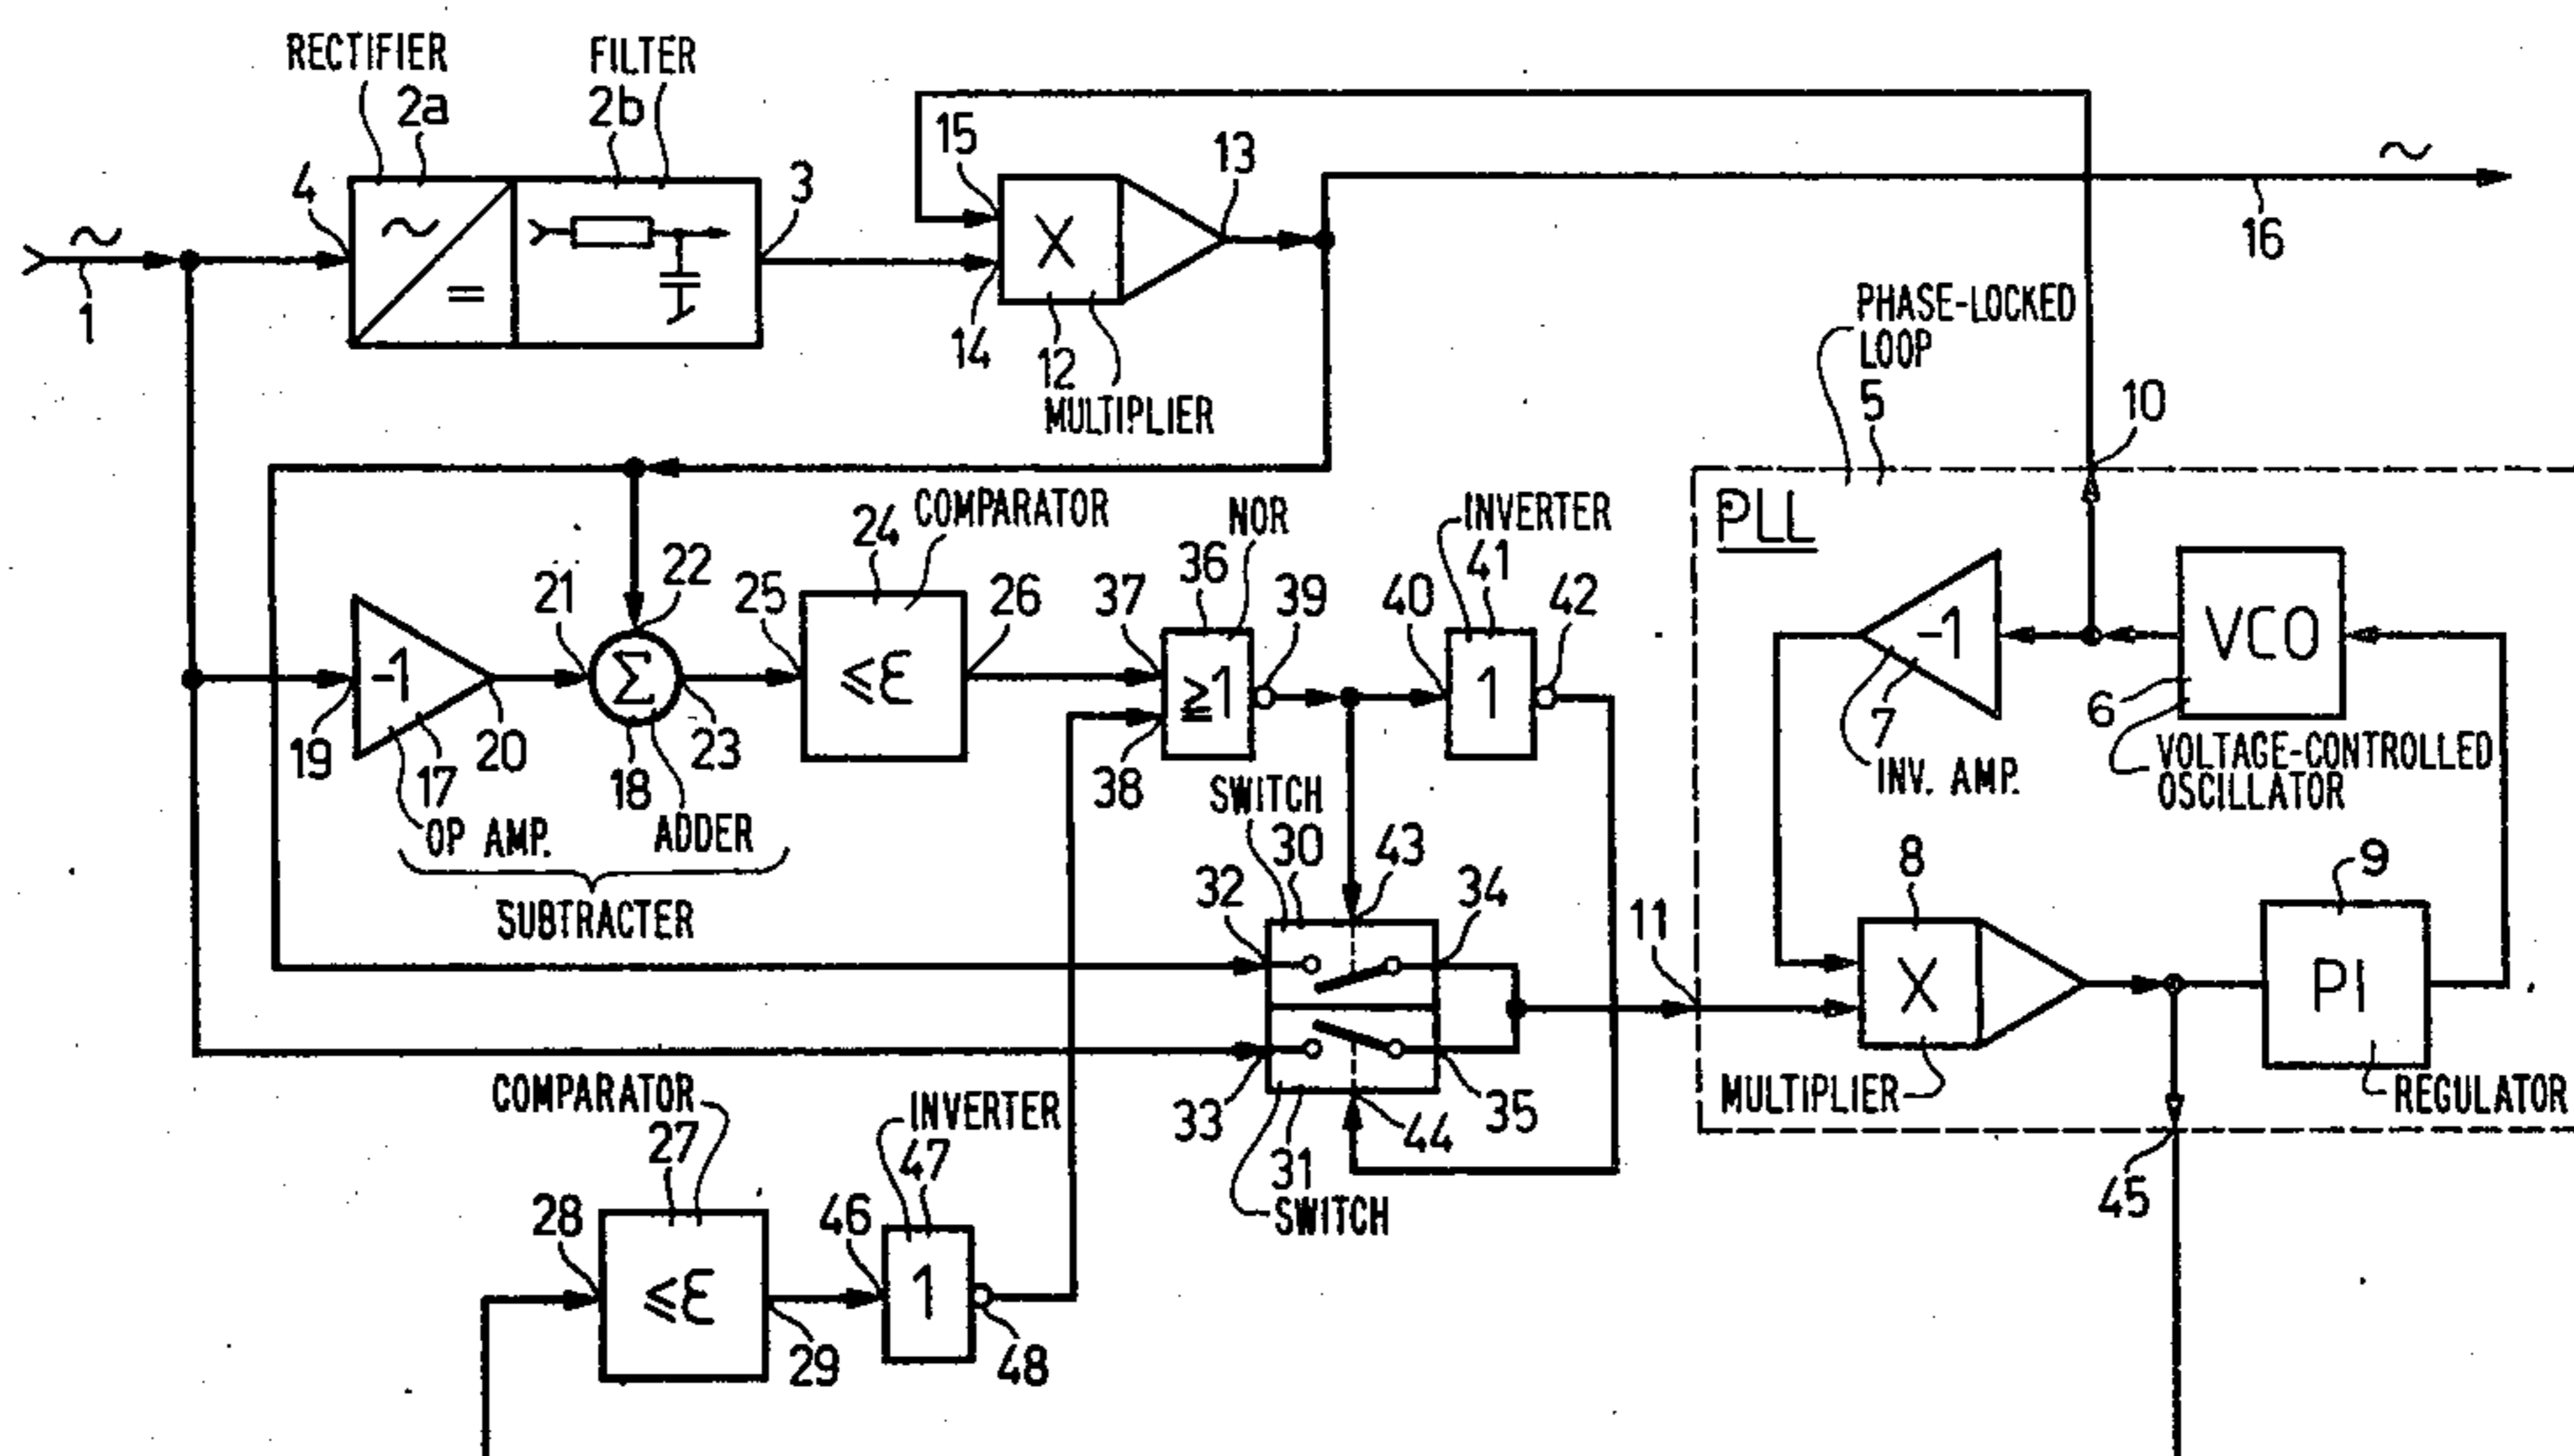 RECTIFIER
2a
FILTER
2b
4
3
~
1
~
=
15
13
X
14
12
MULTIPLIER
~
16
PHASE-LOCKED
LOOP
5
10
PLL
24
COMPARATOR
NOR
36
INVERTER
41
21
22
25
26
37
39
40
42
-1
Σ
≤Ɛ
≥1
1
-1
VCO
19
17
20
18
23
38
7
6
OP AMP.
ADDER
SUBTRACTER
INV. AMP.
VOLTAGE-CONTROLLED
OSCILLATOR
SWITCH
30
43
32
34
11
8
9
X
PI
33
44
35
31
SWITCH
MULTIPLIER
REGULATOR
45
COMPARATOR
27
INVERTER
47
28
46
≤Ɛ
1
29
48